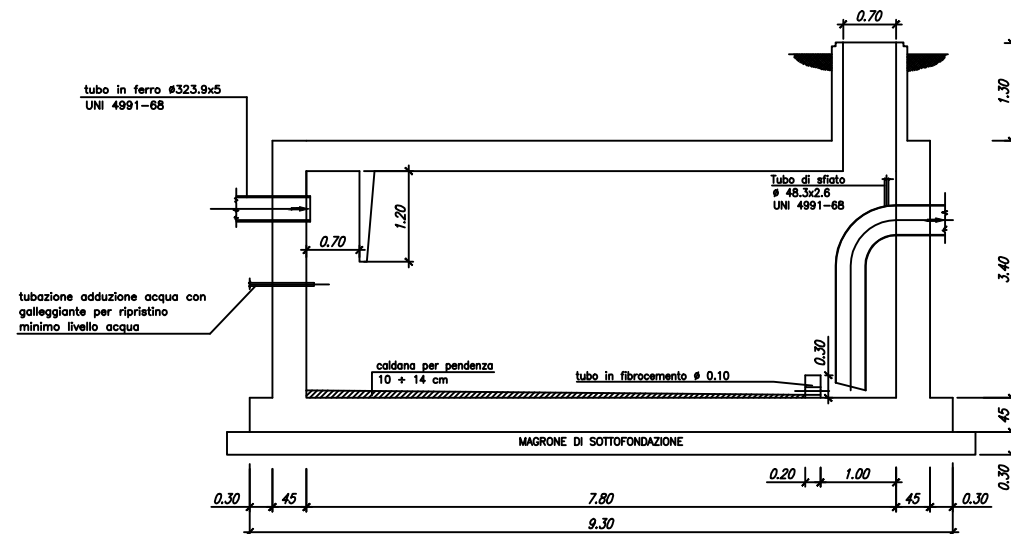 0.70
1.30
tubo in ferro ø323.9x5
UNI 4991-68
Tubo di sfiato
ø 48.3x2.6
UNI 4991-68
1.20
0.70
3.40
tubazione adduzione acqua con
galleggiante per ripristino
minimo livello acqua
0.30
caldana per pendenza
10 ÷ 14 cm
tubo in fibrocemento ø 0.10
45
MAGRONE DI SOTTOFONDAZIONE
0.30
0.20
1.00
0.30
45
7.80
45
0.30
9.30